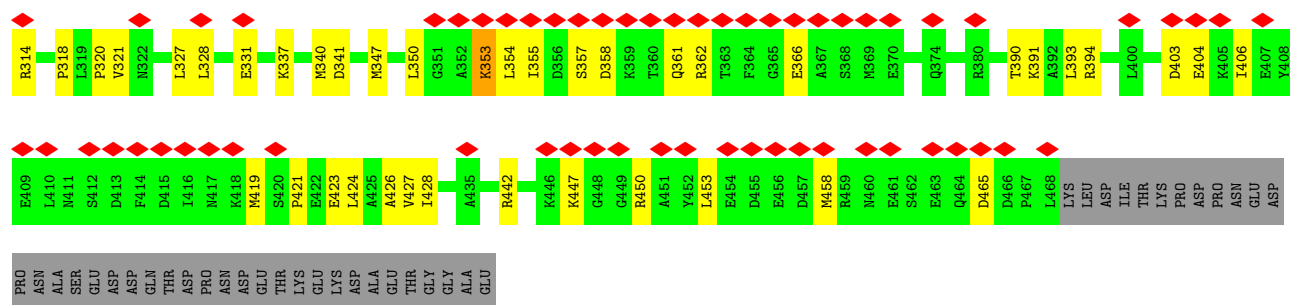 R314 P318 L319 P320 V321 N322 L327 L328 E331 K337 M340 D341 M347 L350 G351 A352 K353 L354 I355 D356 S357 D358 K359 T360 Q361 R362 T363 F364 G365 E366 A367 S368 M369 E370 Q374 R380 T390 K391 A392 L393 R394 L400 D403 E404 K405 I406 E407 Y408
E409 L410 N411 S412 D413 F414 D415 I416 N417 K418 M419 S420 P421 E422 E423 L424 A425 A426 V427 I428 A435 R442 K446 K447 G448 G449 R450 A451 Y452 L453 E454 D455 E456 D457 M458 R459 N460 E461 S462 E463 Q464 D465 D466 P467 L468 LYS LEU ASP ILE THR LYS PRO ASP PRO ASN GLU ASP
PRO ASN ALA SER GLU ASP ASP GLN THR ASP PRO ASN ASP GLU THR LYS GLU LYS ASP ALA GLU THR GLY GLY ALA GLU